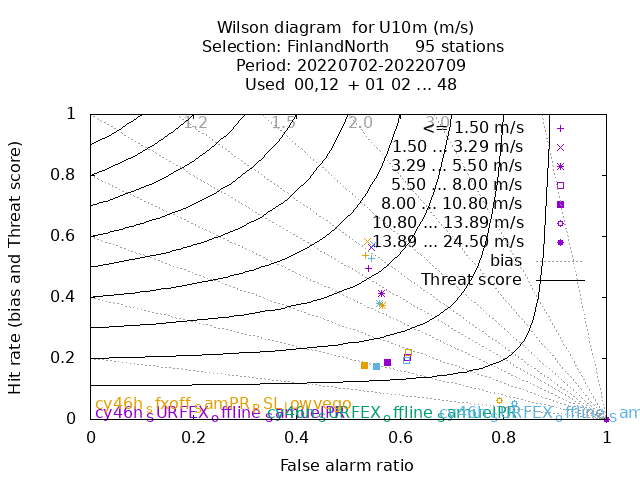 Wilson diagram for U10m (m/s)
Selection: FinlandNorth 95 stations
Period: 20220702-20220709
Used 00,12 + 01 02 ... 48
Hit rate (bias and Threat score)
1
0.8
0.6
0.4
0.2
0
1.2 1.5 2.0 3.0
<= 1.50 m/s
1.50 ... 3.29 m/s
3.29 ... 5.50 m/s
5.50 ... 8.00 m/s
8.00 ... 10.80 m/s
10.80 ... 13.89 m/s
13.89 ... 24.50 m/s
bias
Threat score
0 0.2 0.4 0.6 0.8 1
False alarm ratio